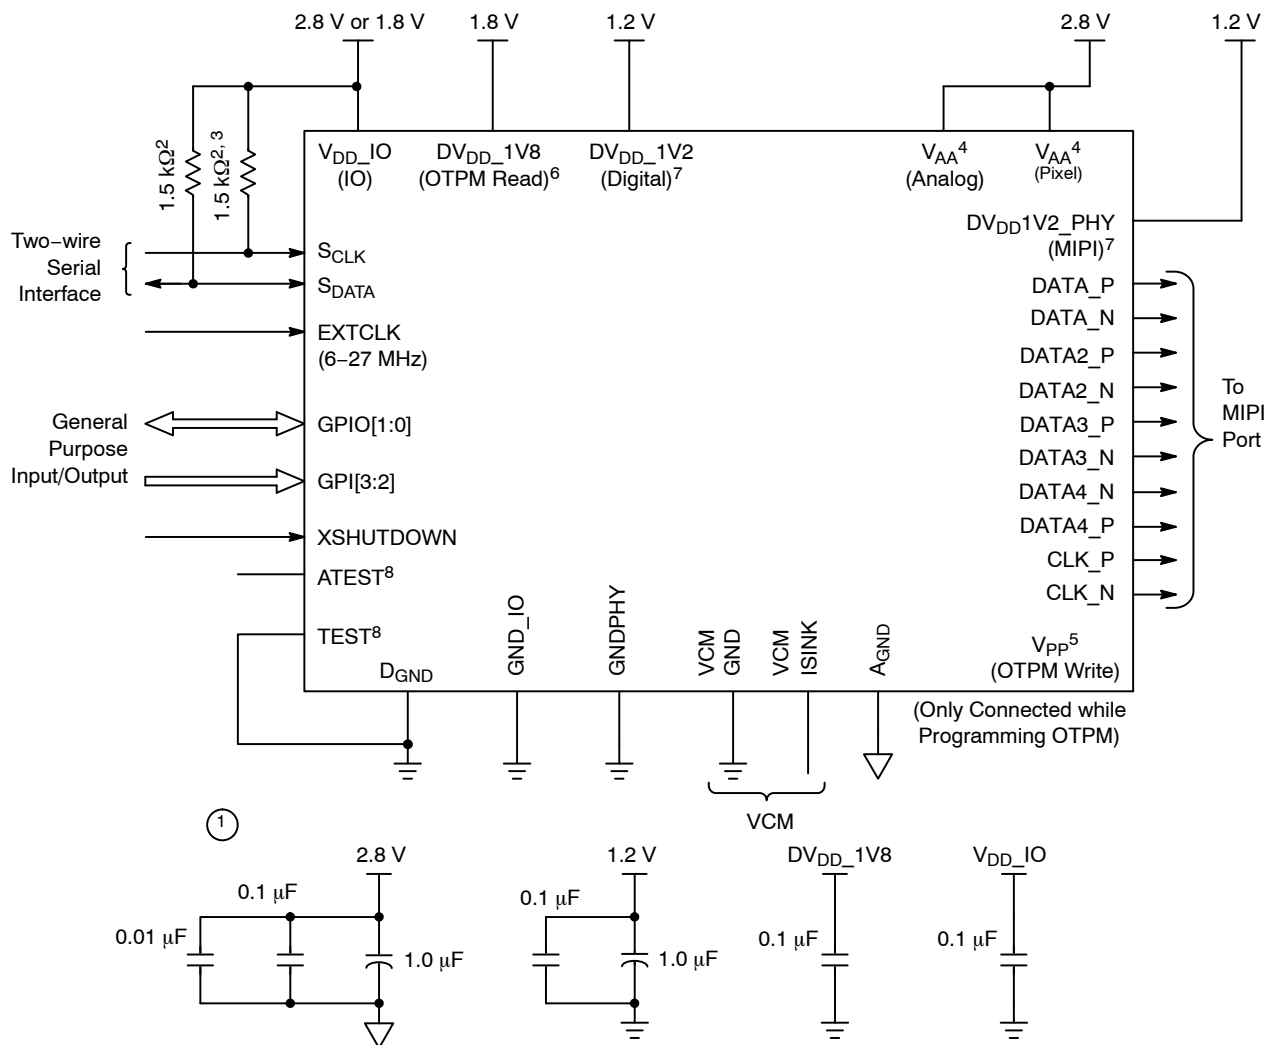 2.8 V or 1.8 V
1.8 V
1.2 V
2.8 V
1.2 V
1.5 kΩ2
1.5 kΩ2, 3
VDD_IO
(IO)
DVDD_1V8
(OTPM Read)6
DVDD_1V2
(Digital)7
VAA4
(Analog)
VAA4
(Pixel)
DVDD1V2_PHY
(MIPI)7
Two−wire
Serial
Interface
SCLK
SDATA
EXTCLK
(6−27 MHz)
General
Purpose
Input/Output
GPIO[1:0]
GPI[3:2]
XSHUTDOWN
ATEST8
TEST8
DATA_P
DATA_N
DATA2_P
DATA2_N
DATA3_P
DATA3_N
DATA4_N
DATA4_P
CLK_P
CLK_N
To
MIPI
Port
DGND
GND_IO
GNDPHY
VCM
GND
VCM
ISINK
AGND
VPP5
(OTPM Write)
(Only Connected while
Programming OTPM)
VCM
1
2.8 V
0.1 μF
0.01 μF
1.0 μF
1.2 V
0.1 μF
1.0 μF
DVDD_1V8
0.1 μF
VDD_IO
0.1 μF